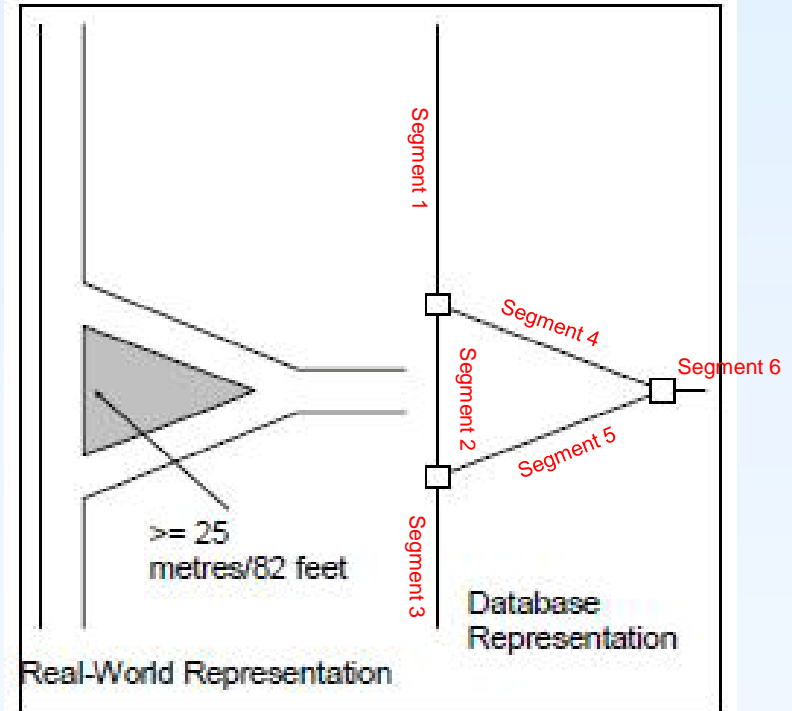 Segment 1
Segment 4
Segment 6
Segment 2
Segment 5
>= 25
metres/82 feet
Segment 3
Database
Representation
Real-World Representation